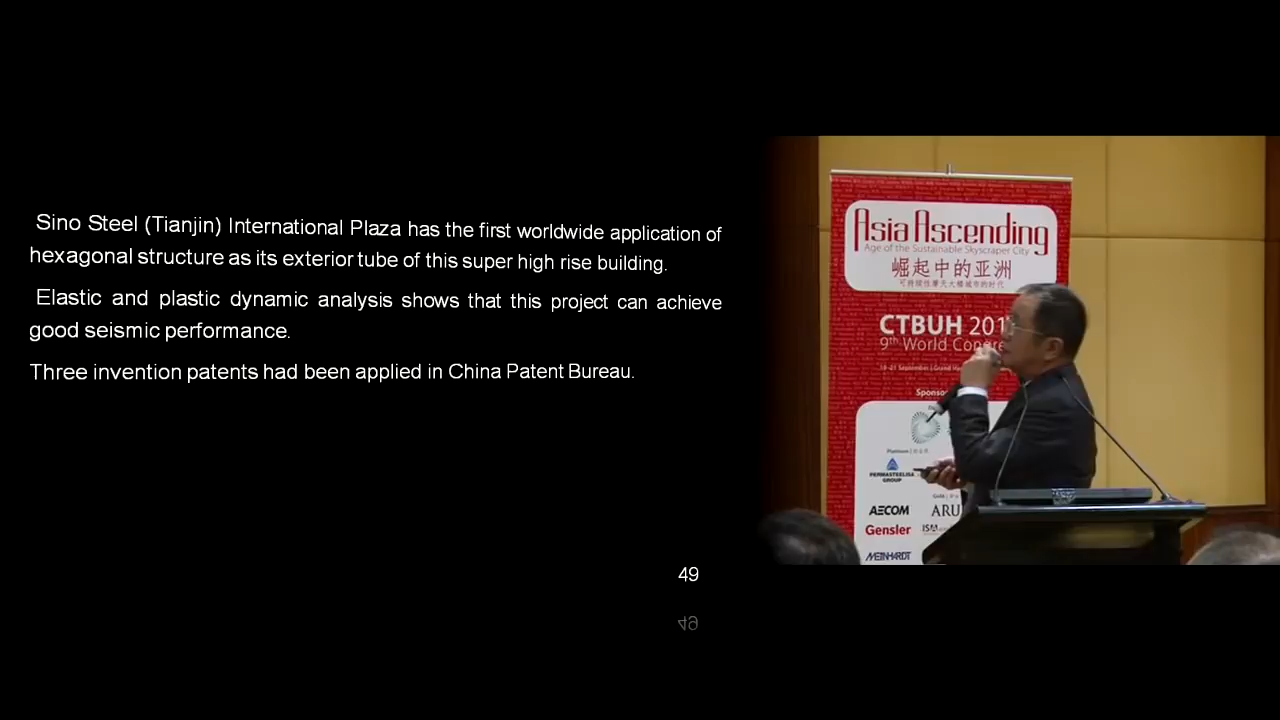 Sino Steel (Tianjin) International Plaza has the first worldwide application of
hexagonal structure as its exterior tube of this super high rise building.
Elastic and plastic dynamic analysis shows that this project can achieve
good seismic performance.
Three invention patents had been applied in China Patent Bureau.
49
Asia Ascending
Age of the Sustainable Skyscraper City
崛起中的亚洲
可持续性摩天大楼城市的时代
CTBUH 201
9th World Congre
Sponso
Platinum
PERMASTEELISA
GROUP
Gold
AECOM
ARU
Gensler
MEINHARDT